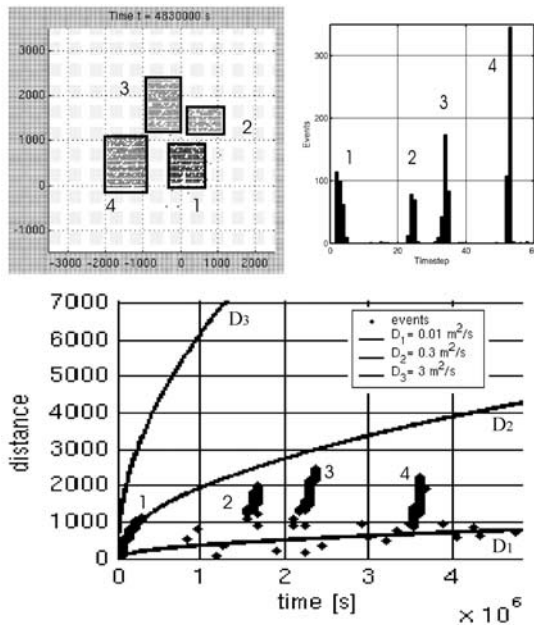 Time t = 4830000 s
3000
2000
1000
0
-1000
-3000 -2000 -1000 0 1000 2000
3
2
4
1
Events
300
200
100
0
0 20 40 60
Timestep
1
2
3
4
distance
7000
6000
5000
4000
3000
2000
1000
0
0 1 2 3 4
time [s]
× 10⁶
D₃
D₂
D₁
1
2
3
4
events
D₁ = 0.01 m²/s
D₂ = 0.3 m²/s
D₃ = 3 m²/s